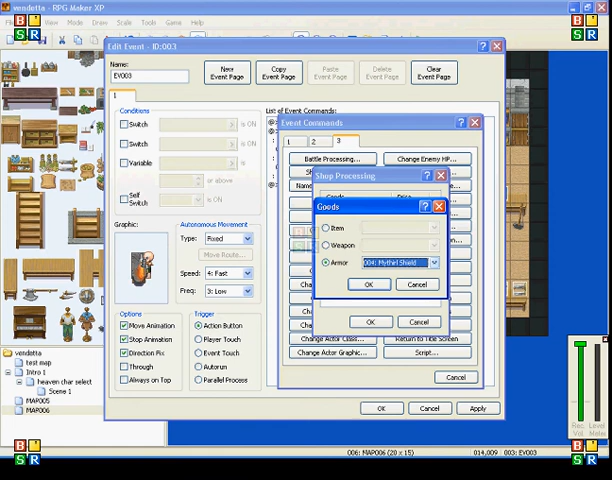 vendetta - RPG Maker XP
View
Mode
Draw
Scale
Tools
Game
Help
Edit Event - ID:003
Name:
EV003
New
Event Page
Copy
Event Page
Paste
Event Page
Delete
Event Page
Clear
Event Page
1
Conditions
Switch
is ON
Switch
is ON
Variable
is
or above
Self
Switch
is ON
Graphic:
Autonomous Movement
Type:
Fixed
Move Route...
Speed:
4: Fast
Freq:
3: Low
Options
Move Animation
Stop Animation
Direction Fix
Through
Always on Top
Trigger
Action Button
Player Touch
Event Touch
Autorun
Parallel Process
List of Event Commands:
Event Commands
1
2
3
Battle Processing...
Change Enemy HP...
Shop Processing
Goods
Item
Weapon
Armor
004: Mythril Shield
OK
Cancel
OK
Cancel
Change Actor Class...
Return to Title Screen
Change Actor Graphic...
Script...
Cancel
OK
Cancel
Apply
vendetta
test map
Intro 1
heaven char select
Scene 1
MAP005
MAP006
006: MAP006 (20 x 15)
014,009
003: EV003
Rec
Vol
Level
Meter
B
S
R
B
S
R
B
S
R
B
S
R
B
S
R